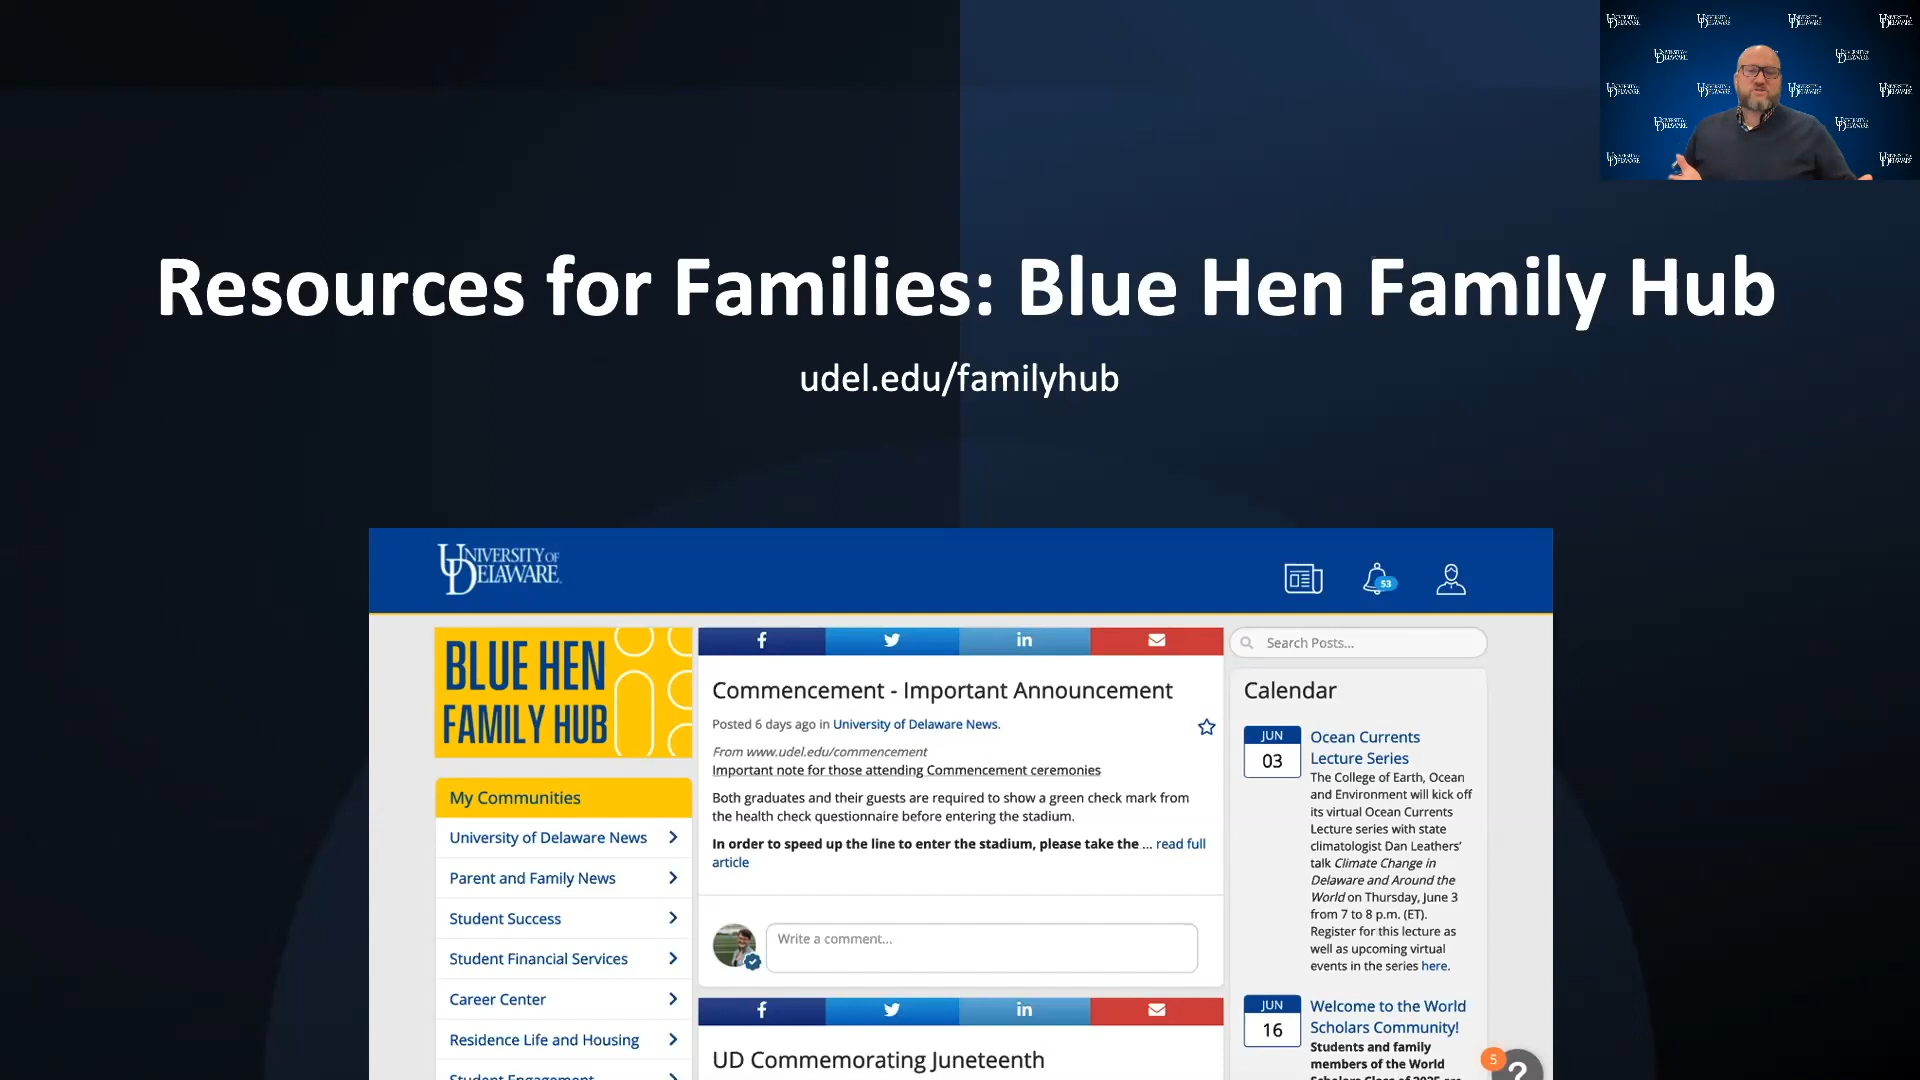 Resources for Families: Blue Hen Family Hub
udel.edu/familyhub
UNIVERSITY OF
DELAWARE
53
BLUE HEN
FAMILY HUB
My Communities
University of Delaware News
Parent and Family News
Student Success
Student Financial Services
Career Center
Residence Life and Housing
Student Engagement
Commencement - Important Announcement
Posted 6 days ago in University of Delaware News.
From www.udel.edu/commencement
Important note for those attending Commencement ceremonies
Both graduates and their guests are required to show a green check mark from
the health check questionnaire before entering the stadium.
In order to speed up the line to enter the stadium, please take the ... read full
article
Write a comment...
UD Commemorating Juneteenth
Search Posts...
Calendar
JUN
03
Ocean Currents
Lecture Series
The College of Earth, Ocean
and Environment will kick off
its virtual Ocean Currents
Lecture series with state
climatologist Dan Leathers'
talk Climate Change in
Delaware and Around the
World on Thursday, June 3
from 7 to 8 p.m. (ET).
Register for this lecture as
well as upcoming virtual
events in the series here.
JUN
16
Welcome to the World
Scholars Community!
Students and family
members of the World
Scholars Class of 2025 are
5
?